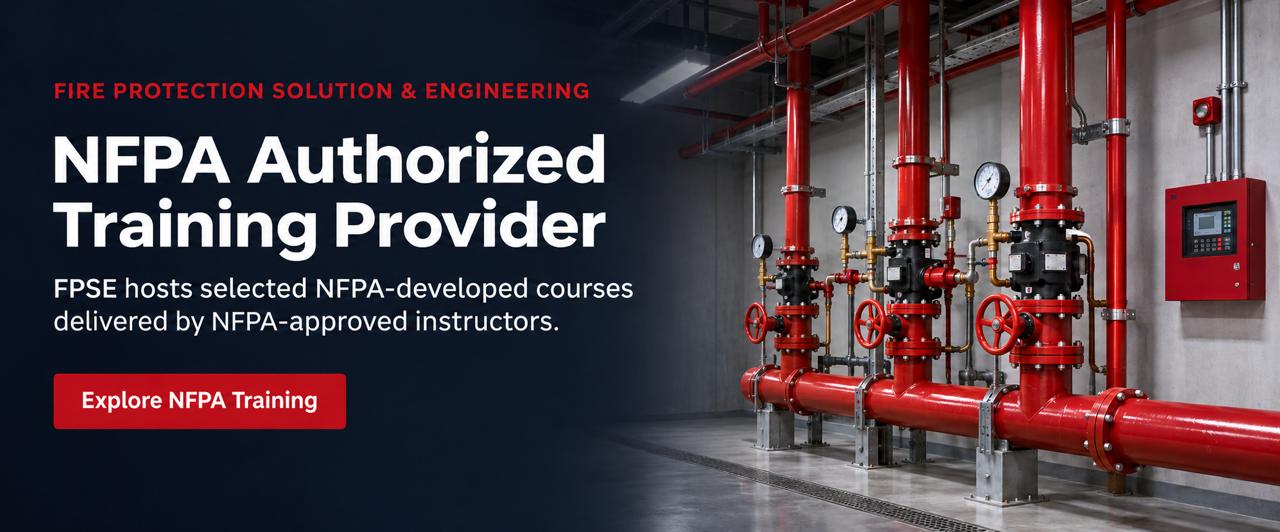 FIRE PROTECTION SOLUTION & ENGINEERING
NFPA Authorized
Training Provider
FPSE hosts selected NFPA-developed courses
delivered by NFPA-approved instructors.
Explore NFPA Training